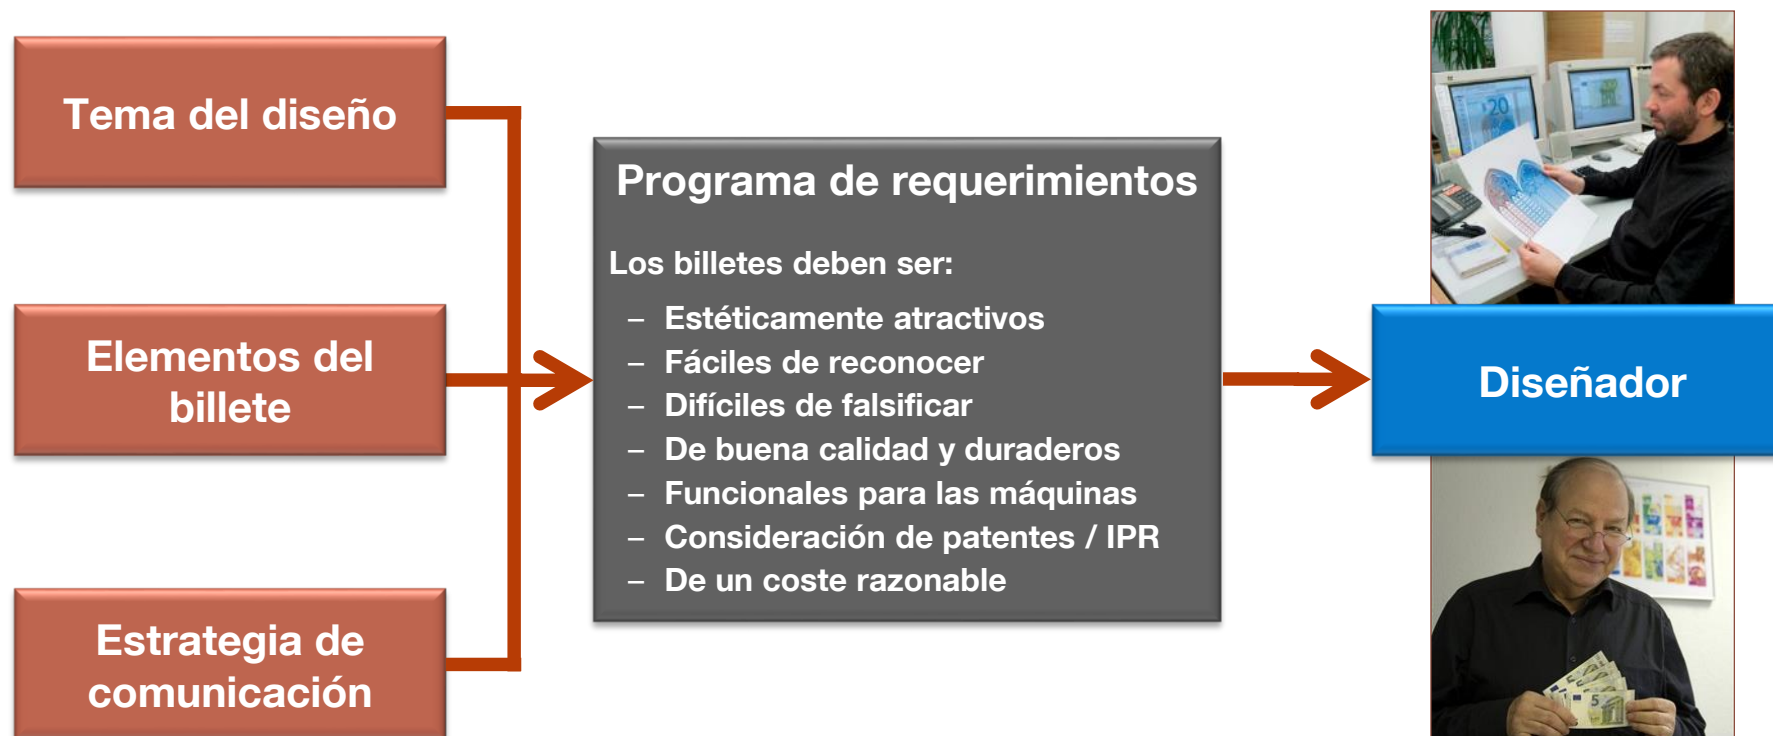 Tema del diseño
Elementos del
billete
Estrategia de
comunicación
Programa de requerimientos
Los billetes deben ser:
– Estéticamente atractivos
– Fáciles de reconocer
– Difíciles de falsificar
– De buena calidad y duraderos
– Funcionales para las máquinas
– Consideración de patentes / IPR
– De un coste razonable
20
Diseñador
5